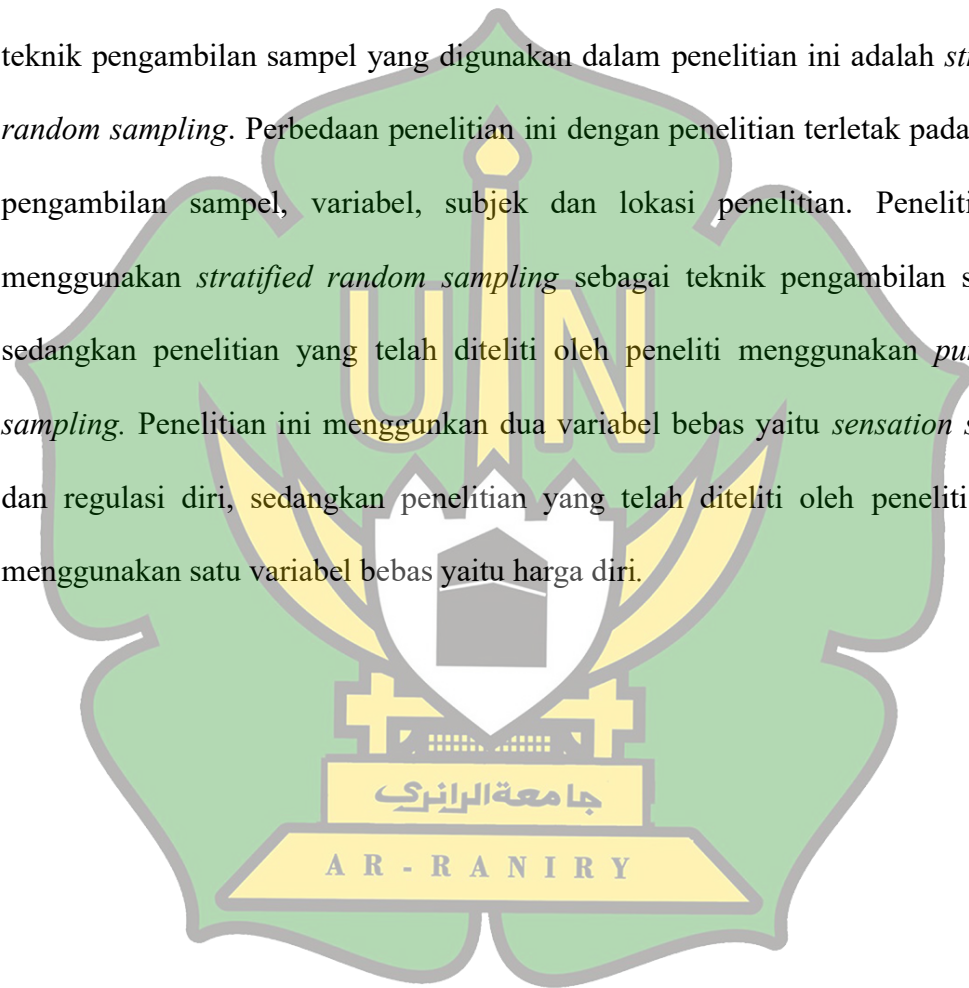 teknik pengambilan sampel yang digunakan dalam penelitian ini adalah
random sampling. Perbedaan penelitian ini dengan penelitian terletak pada
pengambilan sampel, variabel, subjek dan lokasi penelitian.
menggunakan stratified random sampling sebagai teknik pengambilan
sedangkan penelitian yang telah diteliti oleh peneliti menggunakan
sampling. Penelitian ini menggunkan dua variabel bebas yaitu sensation
dan regulasi diri, sedangkan penelitian yang telah diteliti oleh peneliti
menggunakan satu variabel bebas yaitu harga diri.
UIN
جامعة الرانري
AR - RANIRY